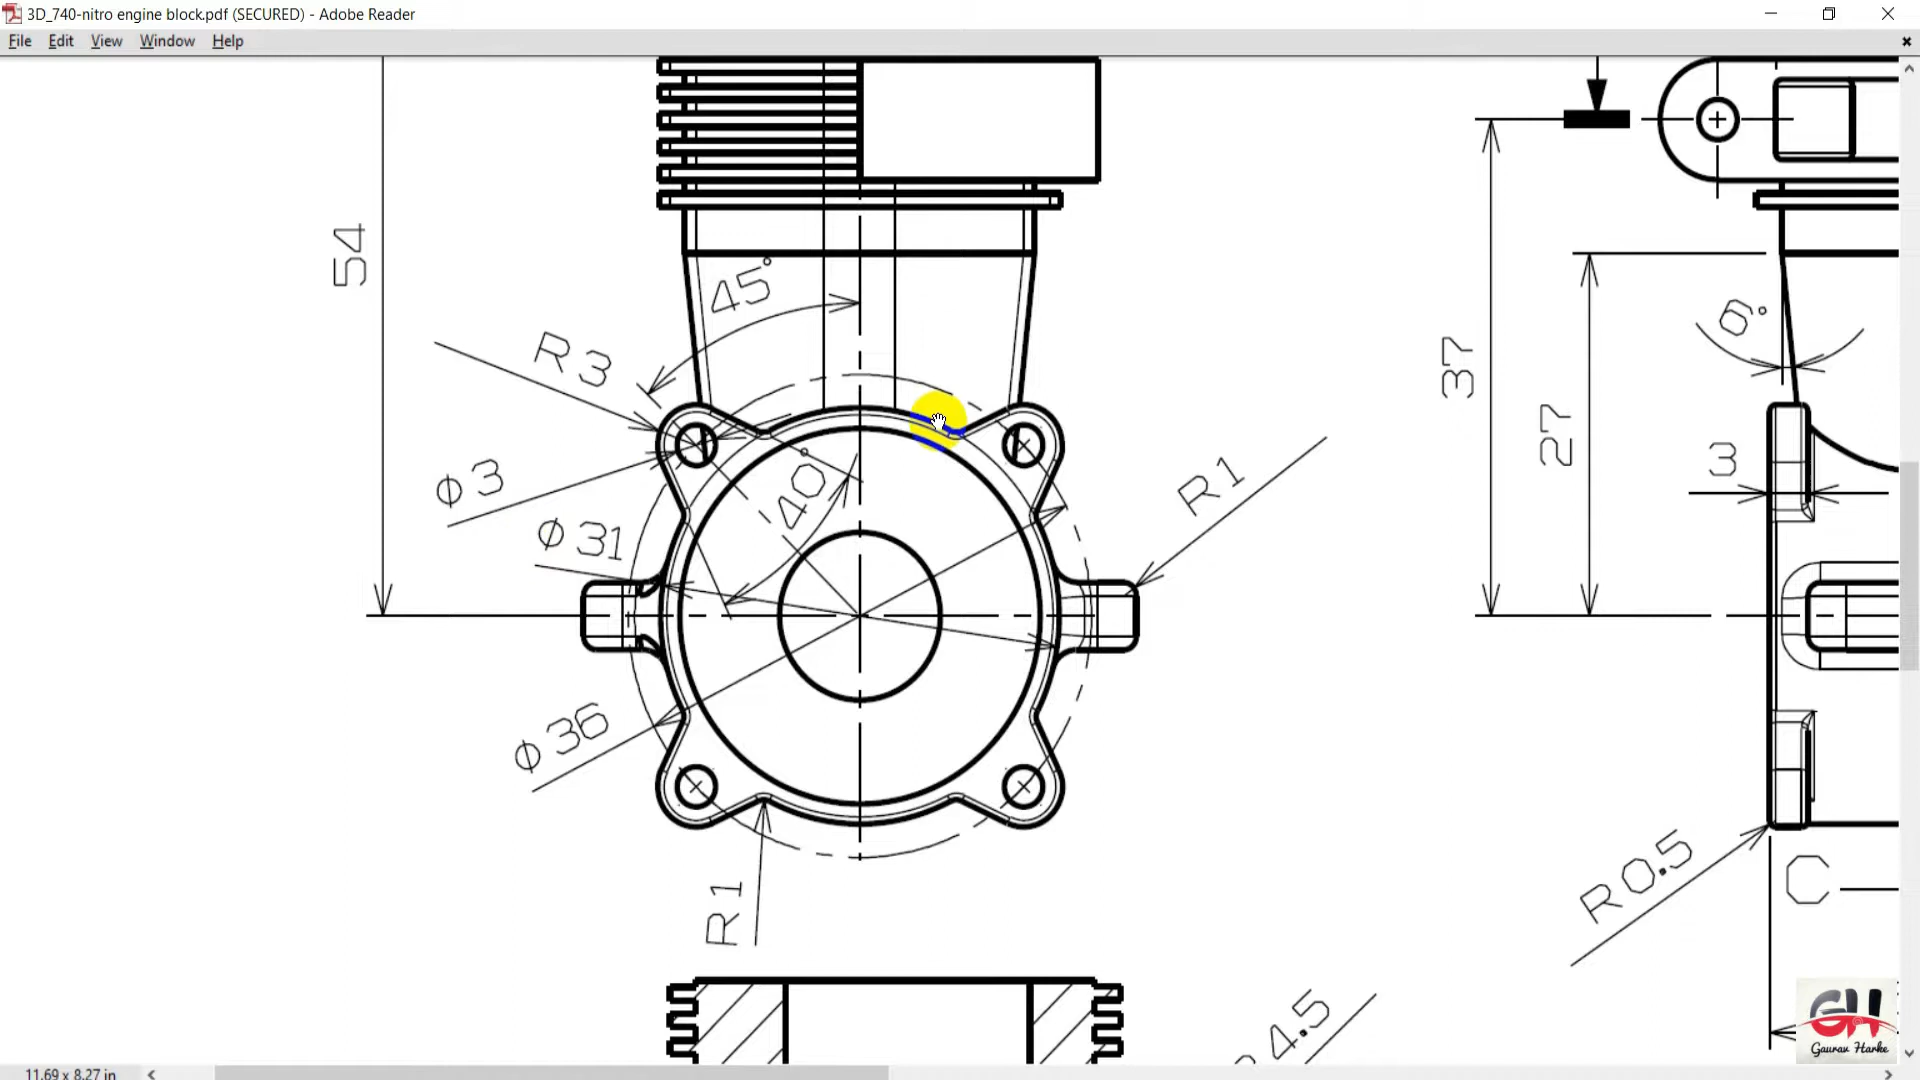 3D_740-nitro engine block.pdf (SECURED) - Adobe Reader
File Edit View Window Help
54
45°
R3
Φ3
Φ31
40°
Φ36
R1
R1
37
27
6°
3
R0.5
C
4.5
GH
Gaurav Harke
11.69 x 8.27 in